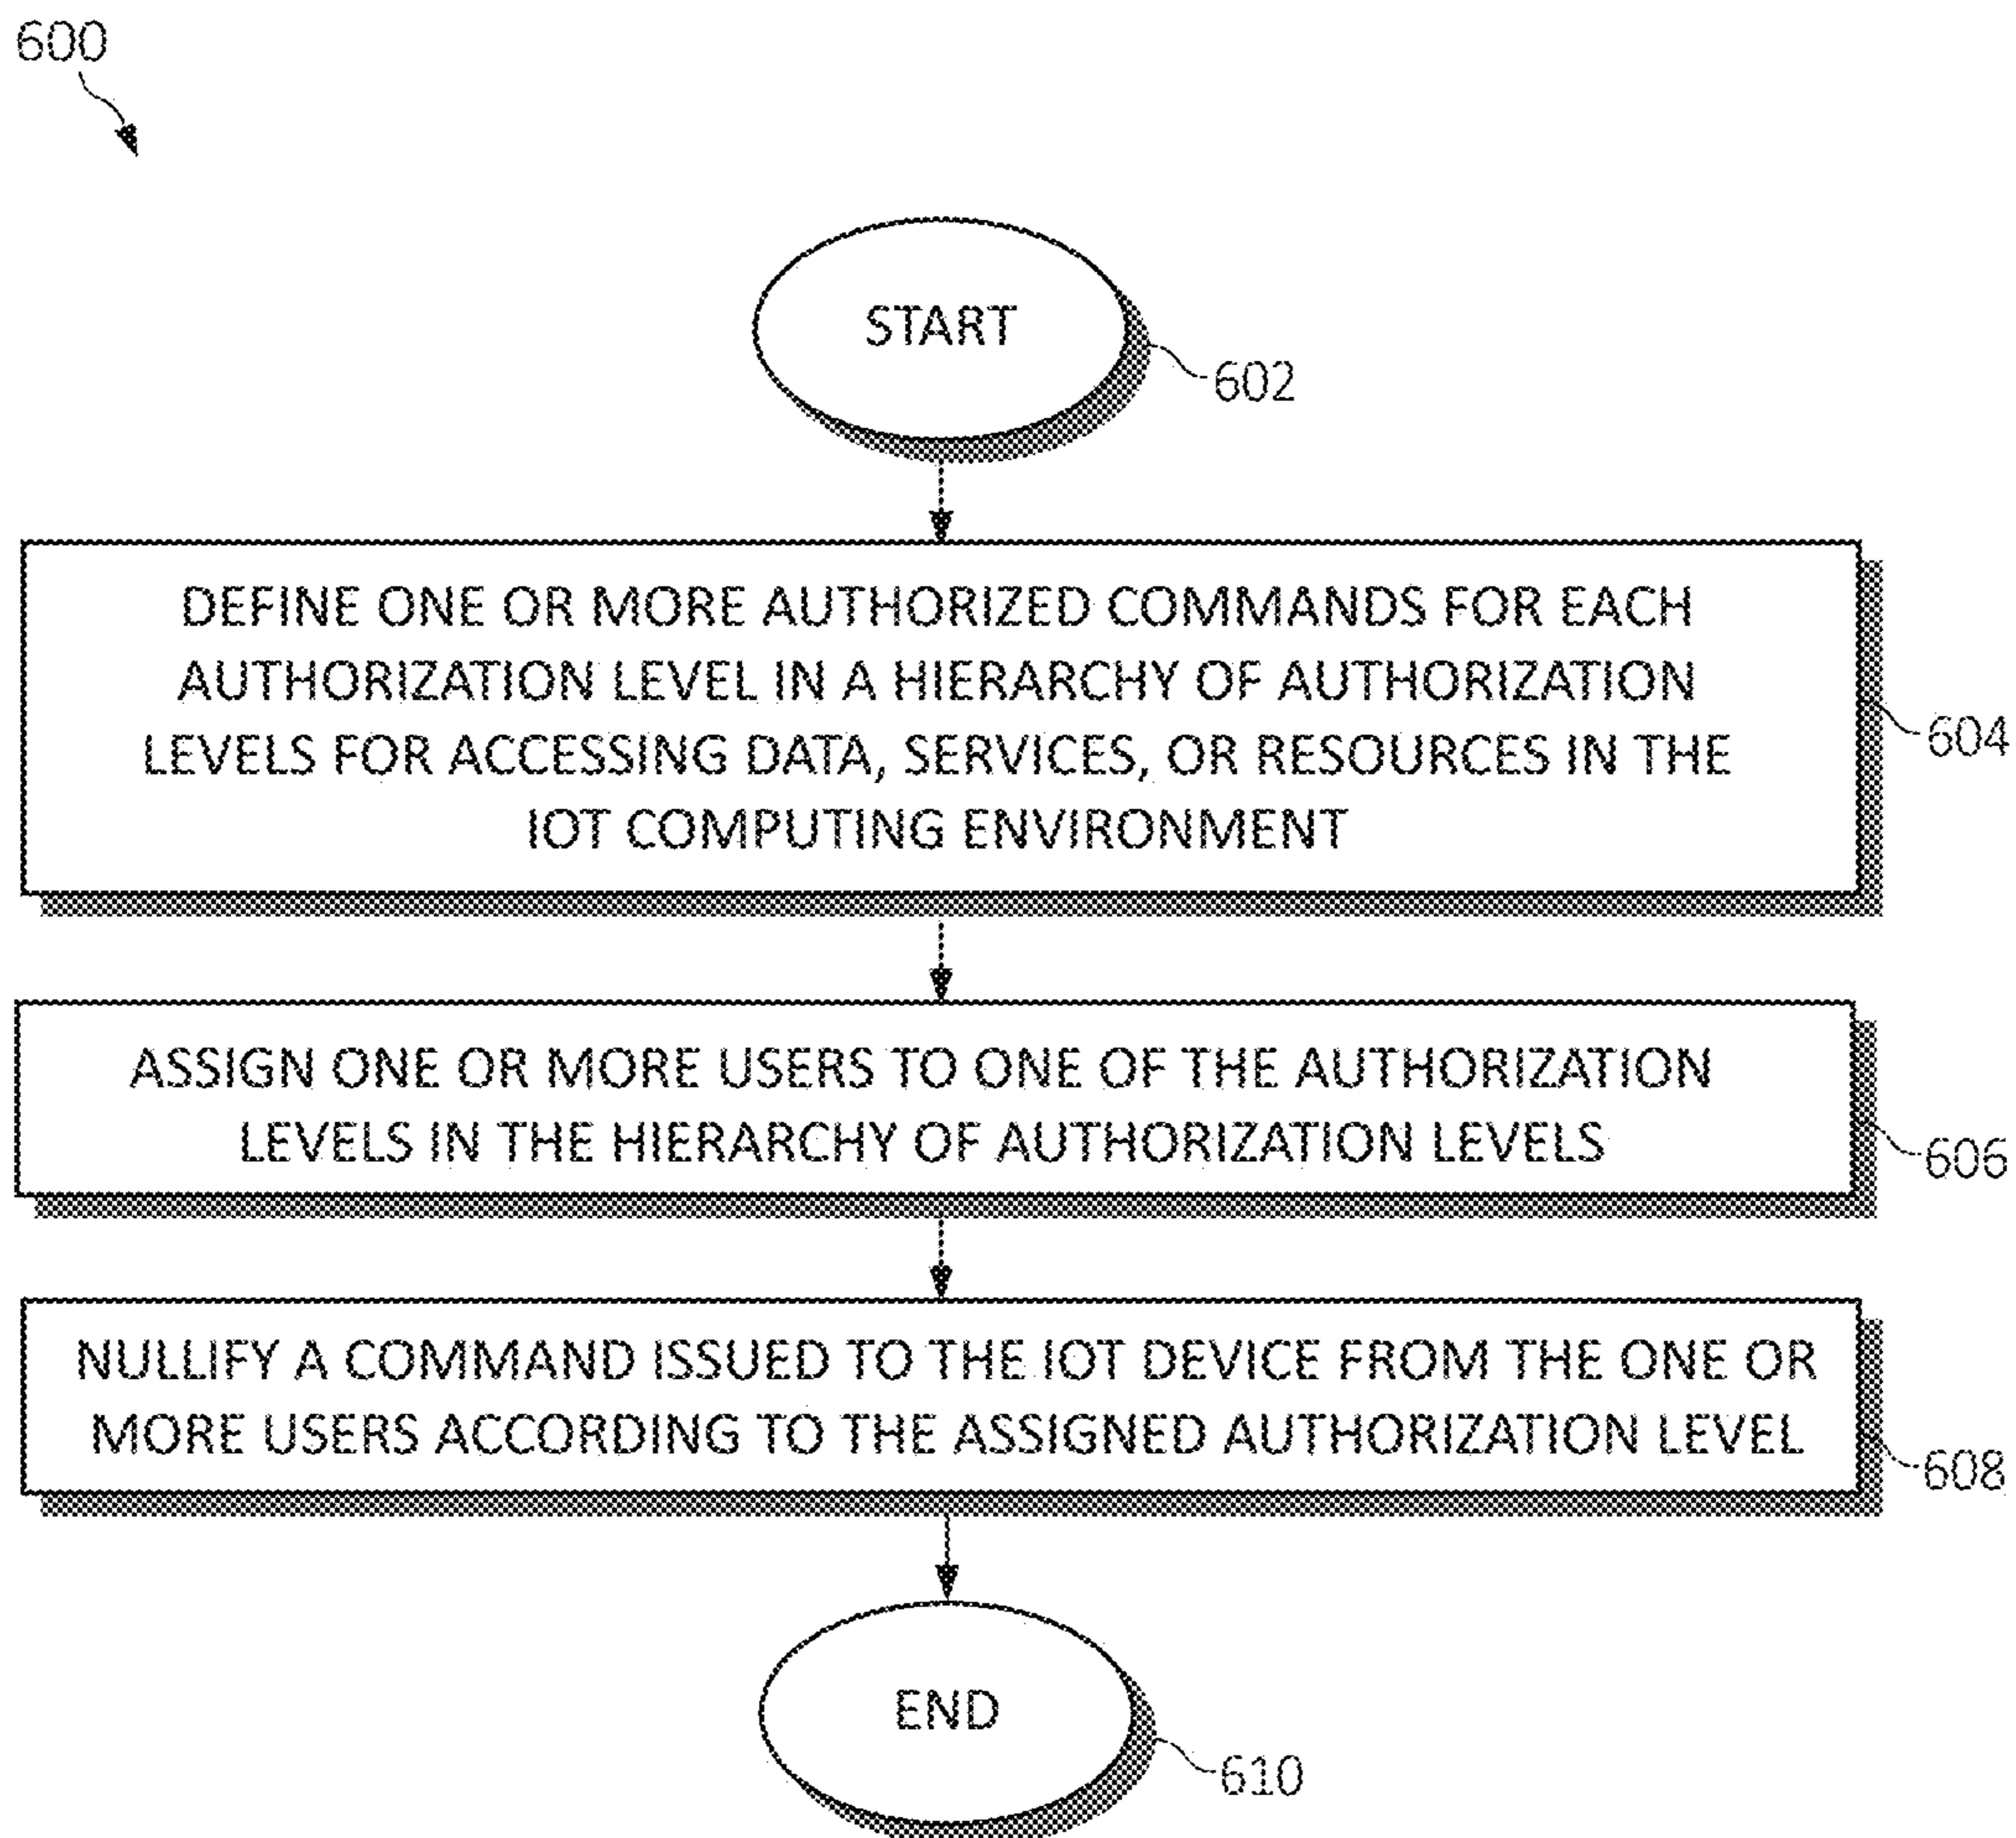 600
START
602
DEFINE ONE OR MORE AUTHORIZED COMMANDS FOR EACH
AUTHORIZATION LEVEL IN A HIERARCHY OF AUTHORIZATION
LEVELS FOR ACCESSING DATA, SERVICES, OR RESOURCES IN THE
IOT COMPUTING ENVIRONMENT
604
ASSIGN ONE OR MORE USERS TO ONE OF THE AUTHORIZATION
LEVELS IN THE HIERARCHY OF AUTHORIZATION LEVELS
606
NULLIFY A COMMAND ISSUED TO THE IOT DEVICE FROM THE ONE OR
MORE USERS ACCORDING TO THE ASSIGNED AUTHORIZATION LEVEL
608
END
610